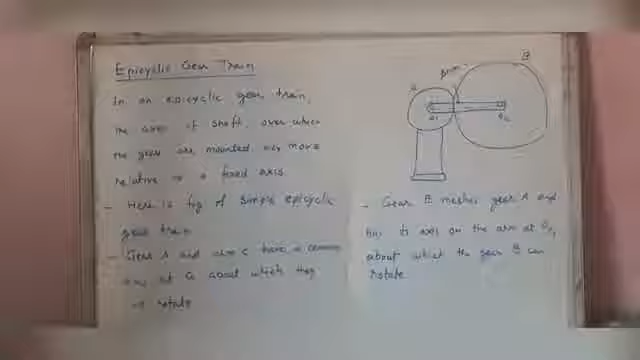 Epicyclic Gear Train
In an epicyclic gear train,
the axes of shaft, over which
the gear are mounted may move
relative to a fixed axis
- Here is fig of simple epicyclic
gear train
- Gear A and arm C have a common
axis at O1 about which they
rotate
A
B
O1
O2
- Gear B meshes gear A and
has its axis on the arm at O2,
about which the gear B can
rotate